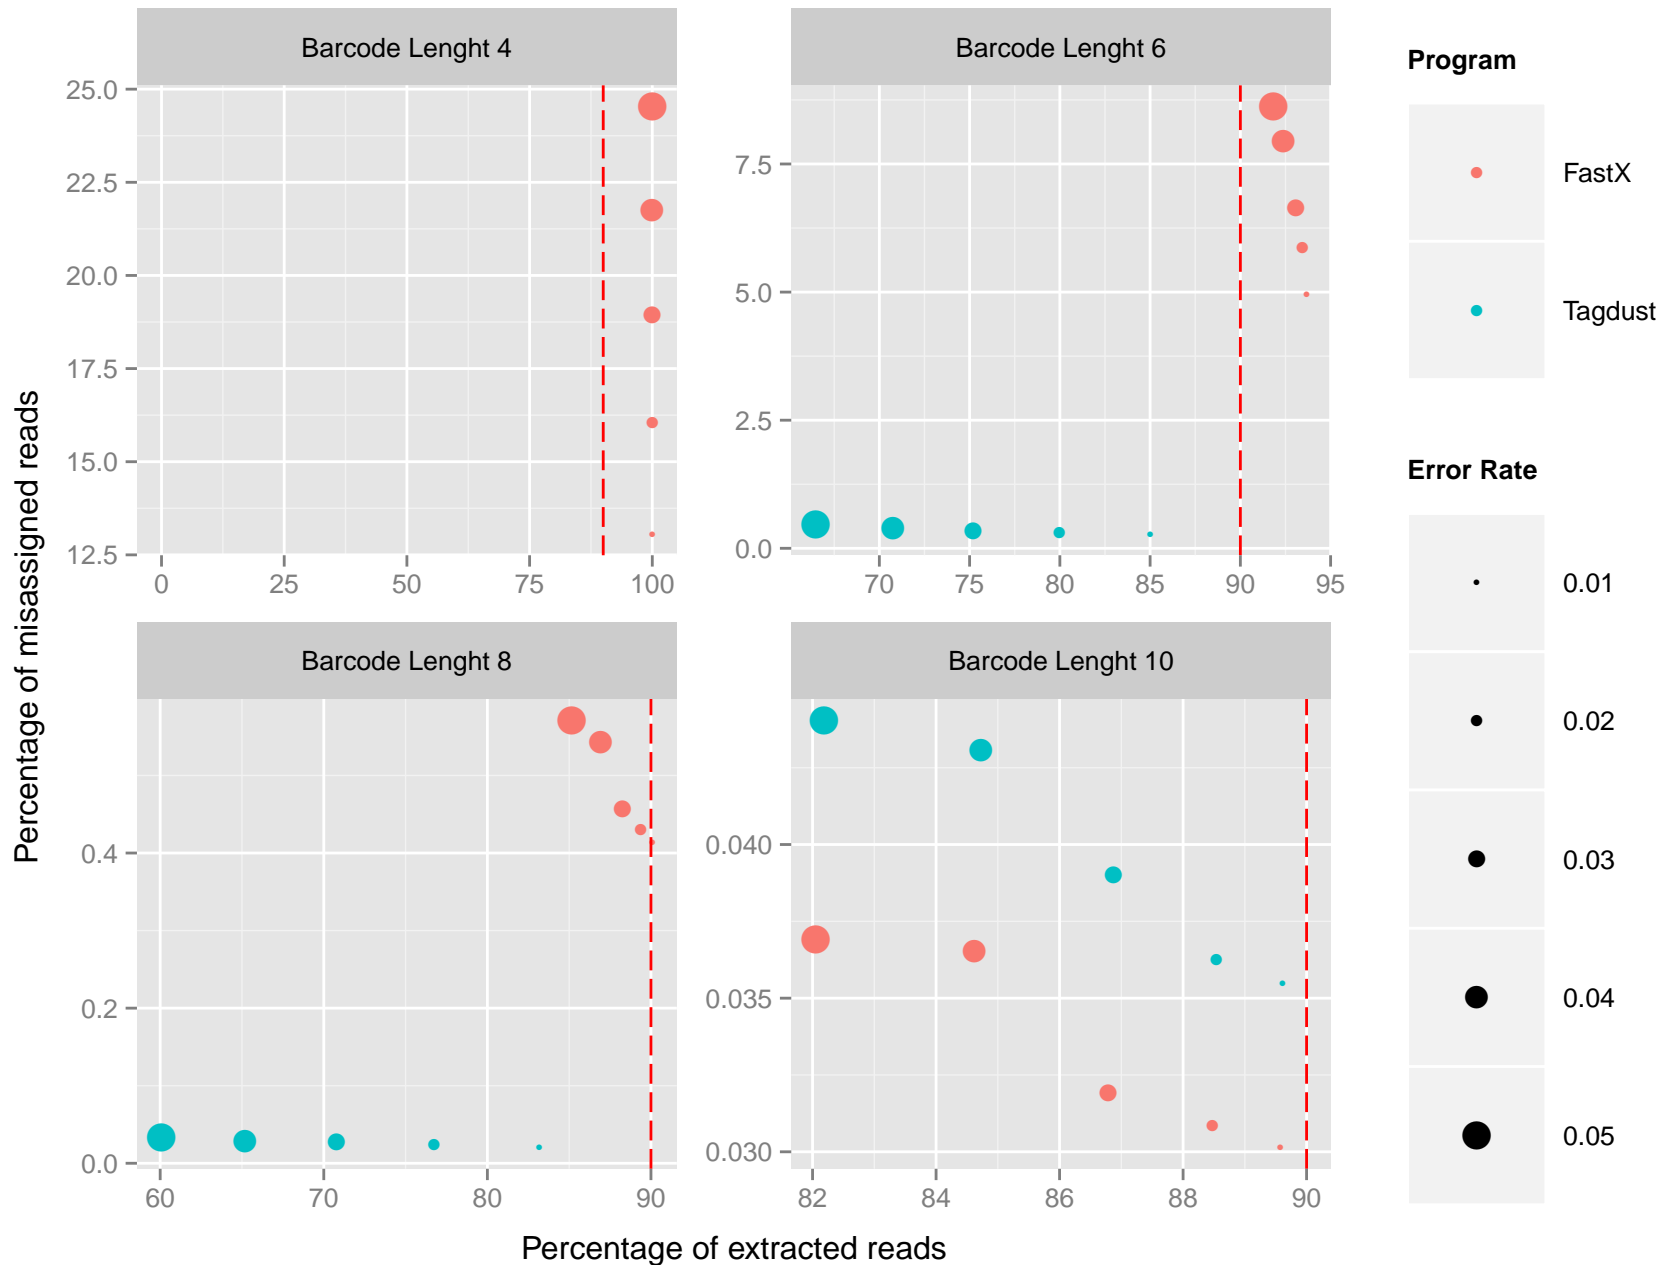 Barcode Lenght 4
25.0
22.5
20.0
17.5
15.0
12.5
0 25 50 75 100
Barcode Lenght 6
7.5
5.0
2.5
0.0
70 75 80 85 90 95
Barcode Lenght 8
0.4
0.2
0.0
60 70 80 90
Barcode Lenght 10
0.040
0.035
0.030
82 84 86 88 90
Percentage of misassigned reads
Percentage of extracted reads
Program
FastX
Tagdust
Error Rate
0.01
0.02
0.03
0.04
0.05